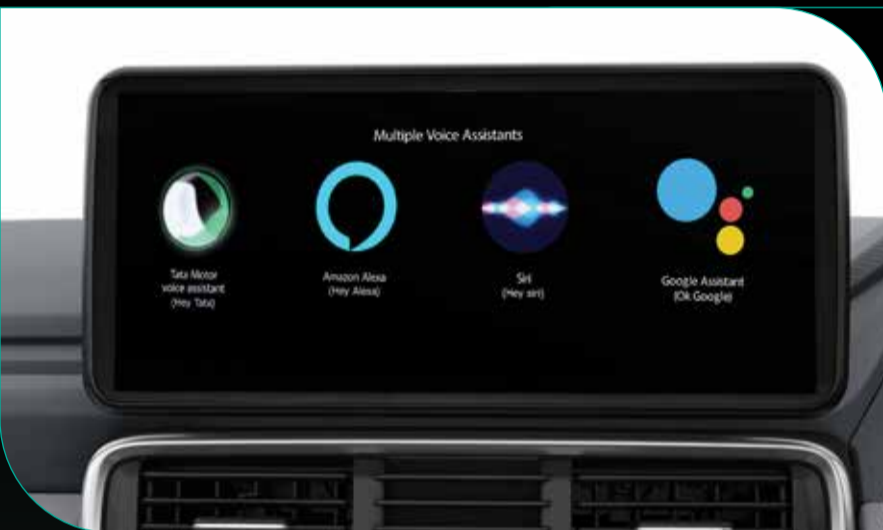 Multiple Voice Assistants
Tata Motor
voice assistant
(Hey Tata)
Amazon Alexa
(Hey Alexa)
Siri
(Hey siri)
Google Assistant
(Ok Google)